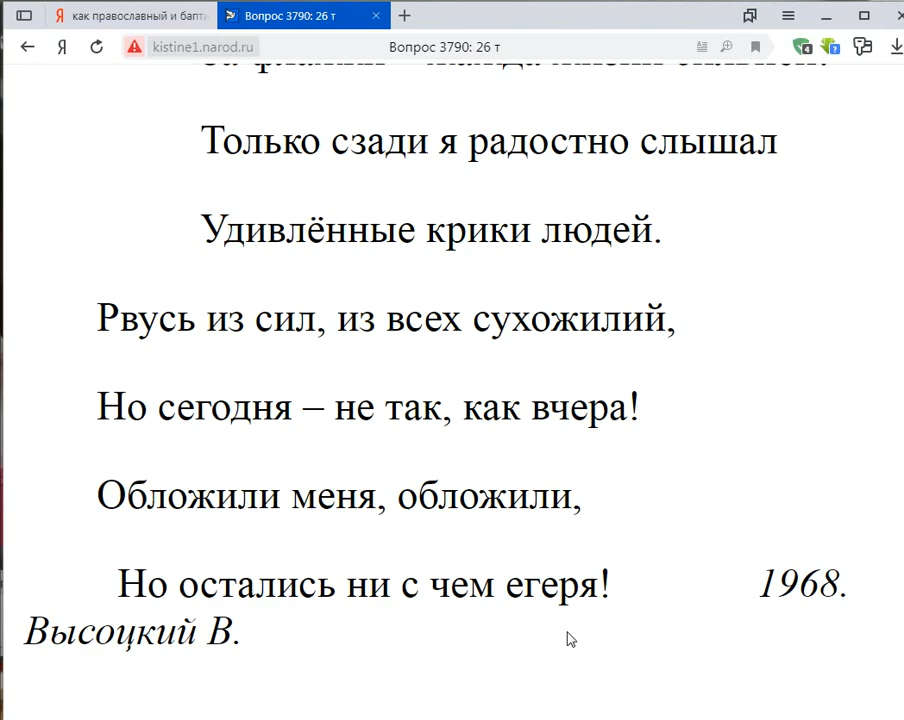 как православный и бапти
Вопрос 3790: 26 т
kistine1.narod.ru
Вопрос 3790: 26 т
Только сзади я радостно слышал
Удивлённые крики людей.
Рвусь из сил, из всех сухожилий,
Но сегодня – не так, как вчера!
Обложили меня, обложили,
Но остались ни с чем егеря! 1968.
Высоцкий В.